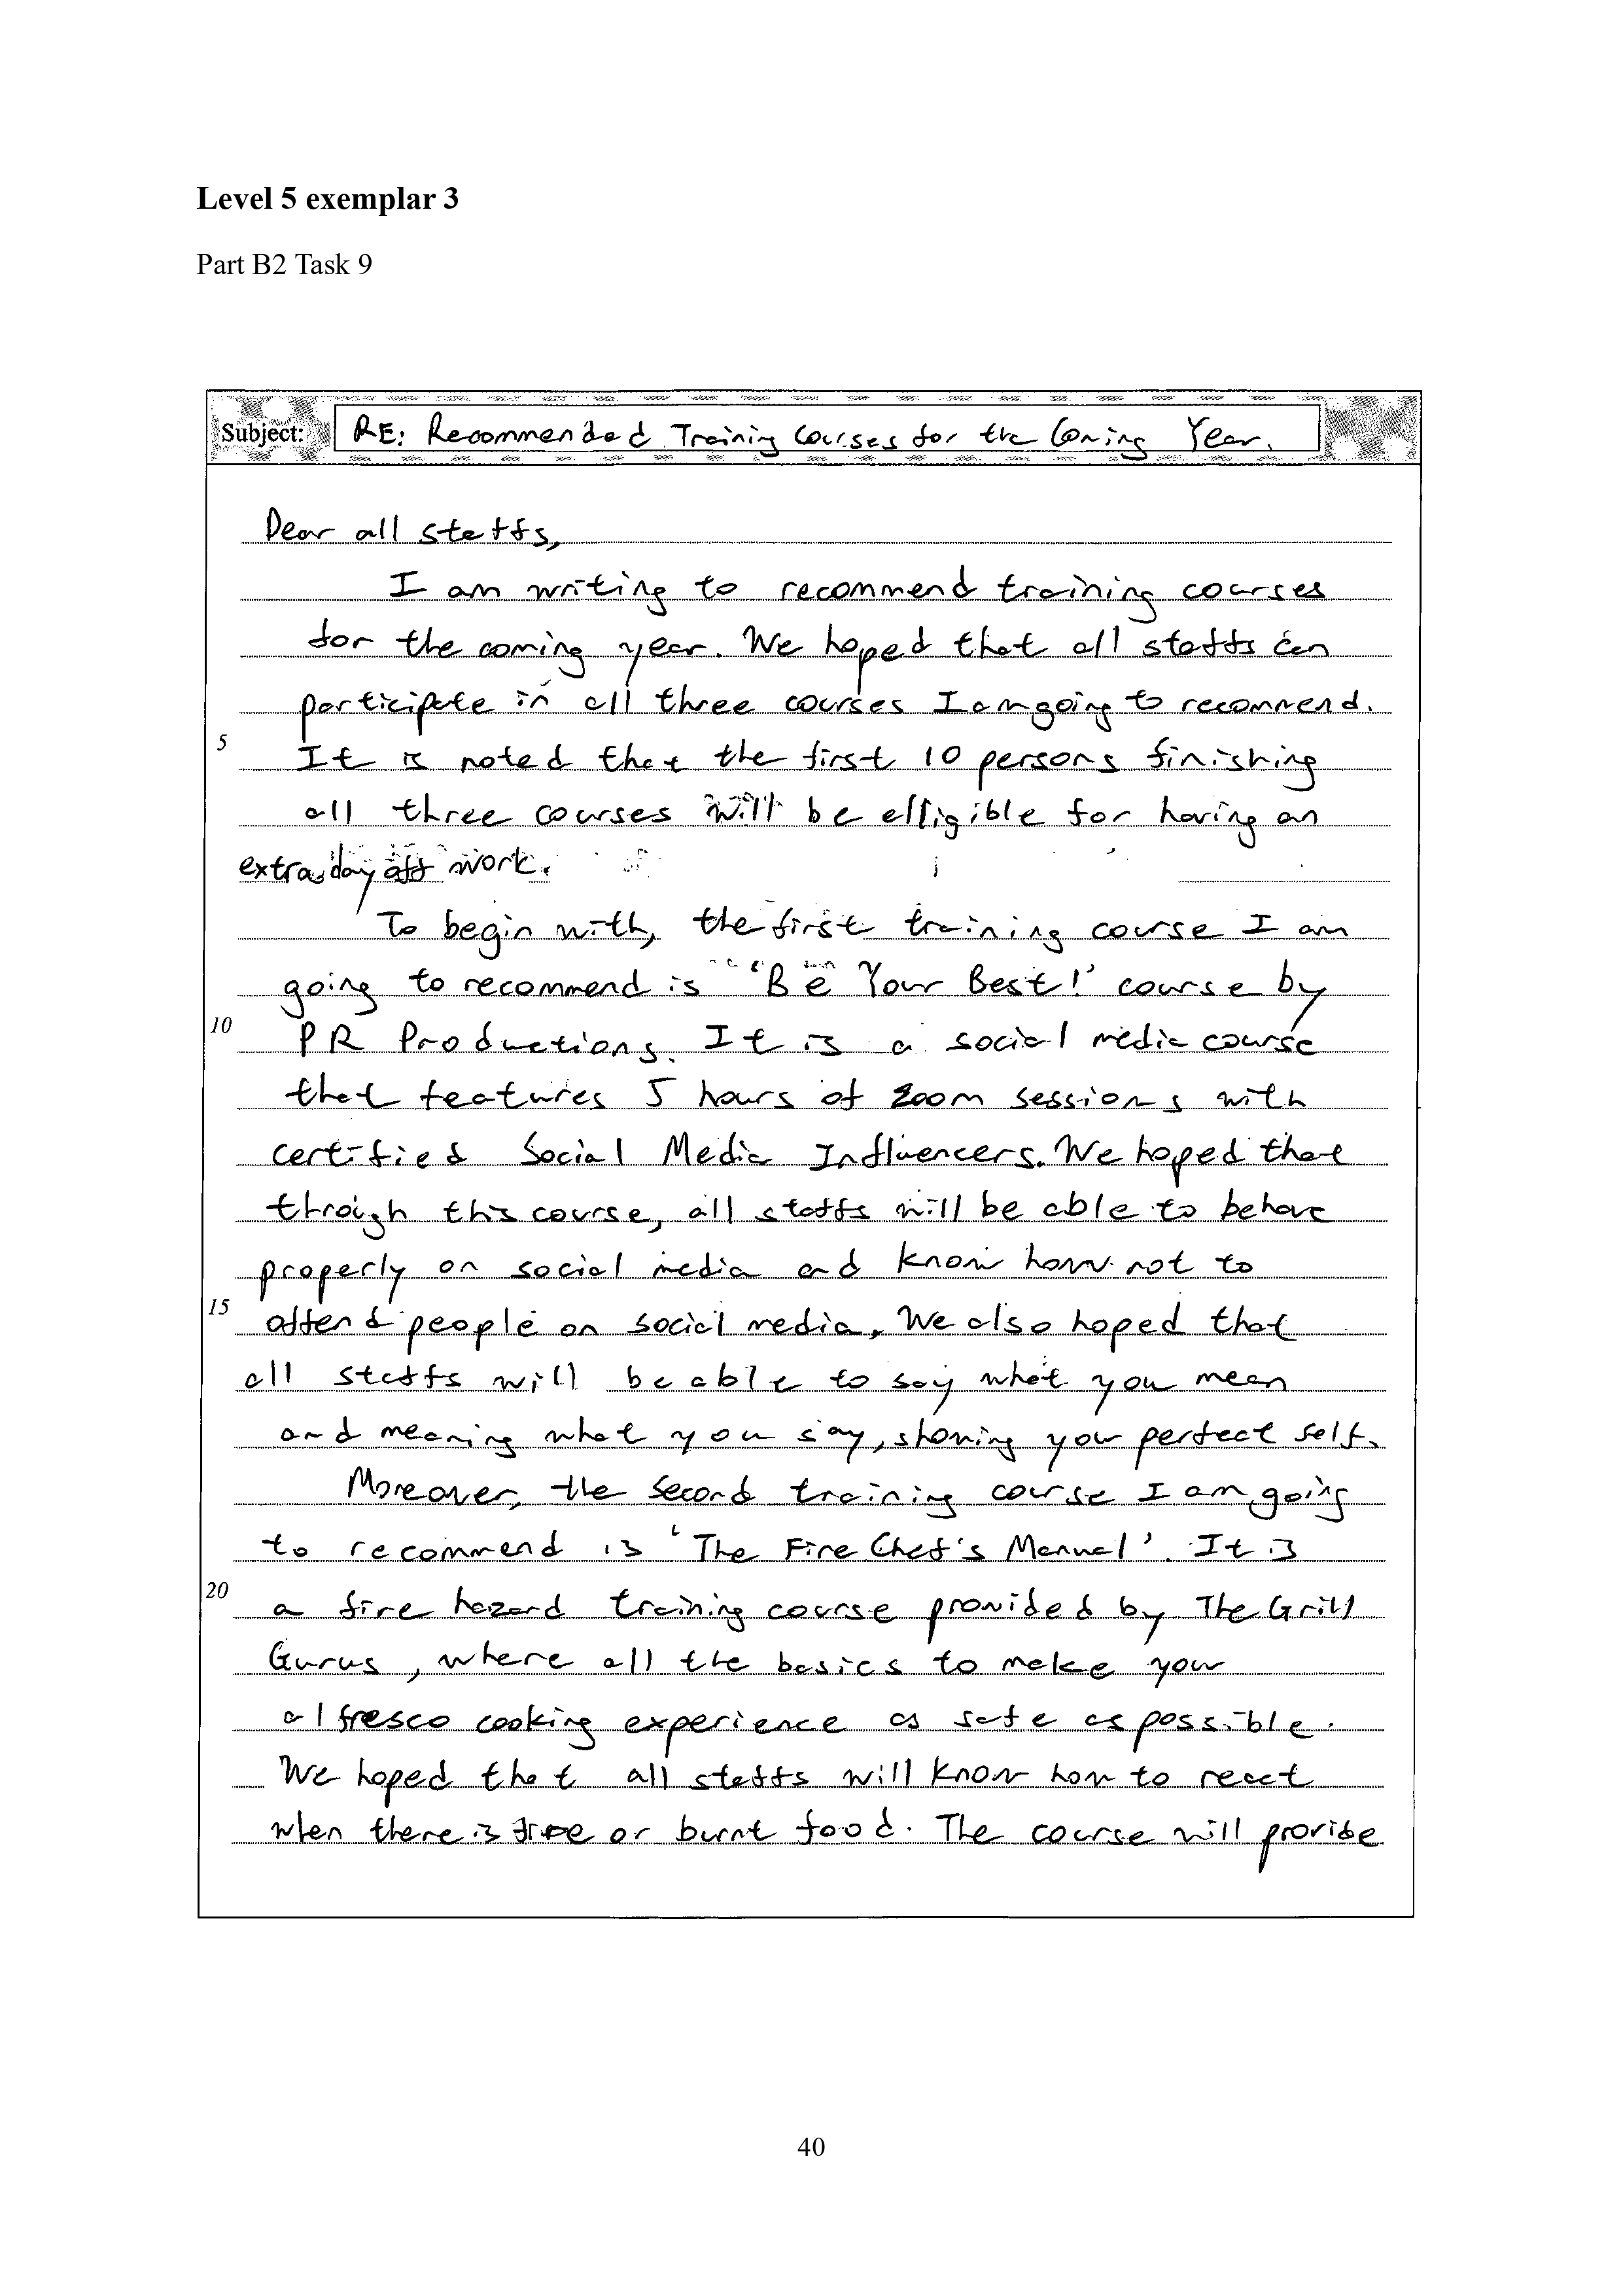 Level 5 exemplar 3
Part B2 Task 9
Subject: RE: Recommended Training Courses for the Coming Year.
Dear all staffs,
I am writing to recommend training courses
for the coming year. We hoped that all staffs can
participate in all three courses I am going to recommend.
5
It is noted that the first 10 persons finishing
all three courses will be elligible for having an
extra day off work.
To begin with, the first training course I am
going to recommend is 'Be Your Best!' course by
10
PR Productions. It is a social media course
that features 5 hours of Zoom sessions with
certified Social Media Influencers. We hoped that
through this course, all staffs will be able to behave
properly on social media and know how not to
15
offend people on social media. We also hoped that
all staffs will be able to say what you mean
and meaning what you say, showing your perfect self.
Moreover, the second training course I am going
to recommend is 'The Fire Chef's Manual'. It is
20
a fire hazard training course provided by The Grill
Gurus, where all the basics to make your
al fresco cooking experience as safe as possible.
We hoped that all staffs will know how to react
when there is fire or burnt food. The course will provide
40